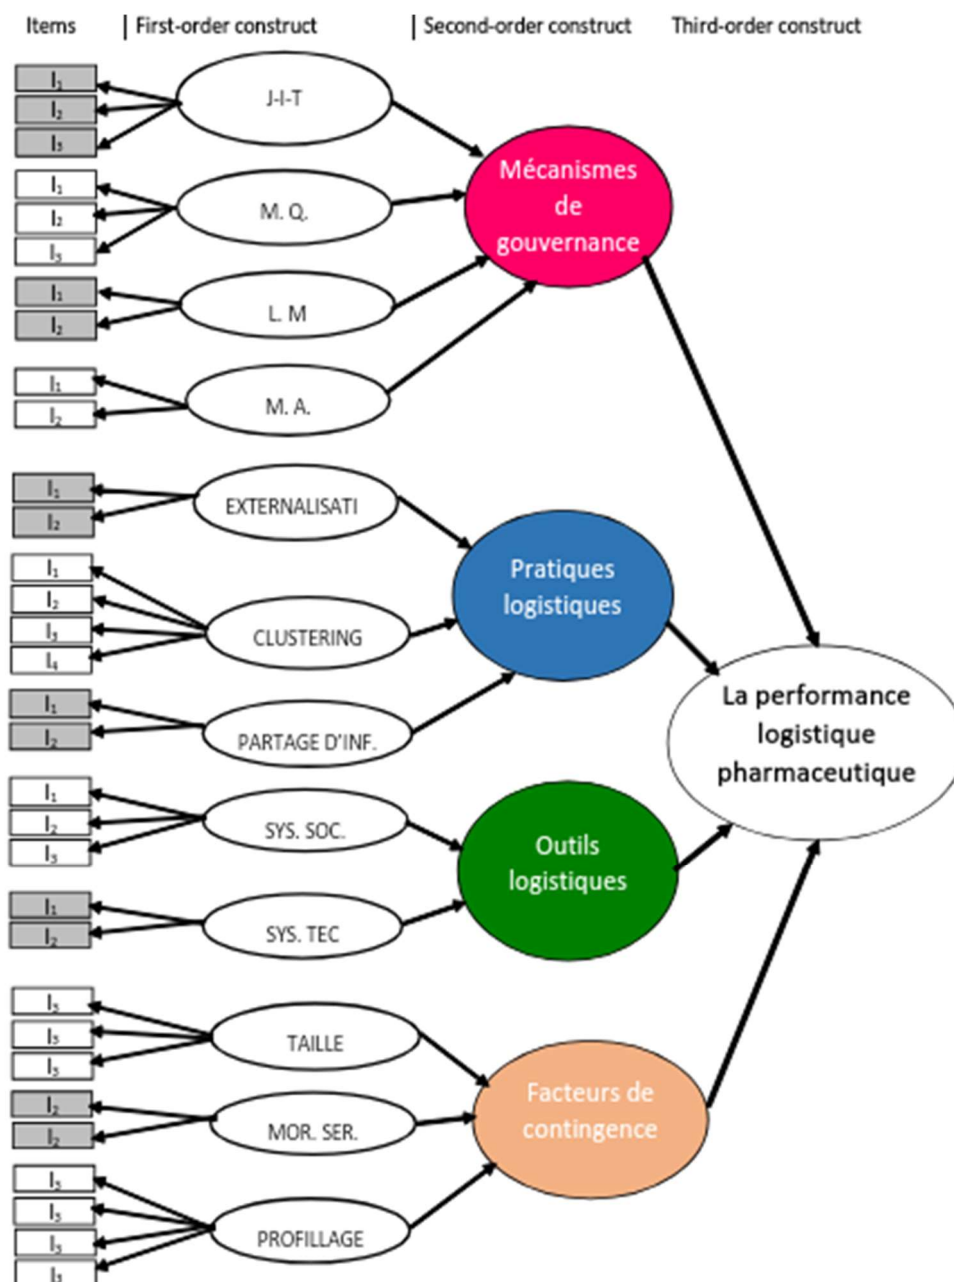 Items | First-order construct | Second-order construct Third-order construct
I₁
I₂
I₃
J-I-T
I₁
I₂
I₃
M. Q.
I₁
I₂
L. M
I₁
I₂
M. A.
Mécanismes
de
gouvernance
I₁
I₂
EXTERNALISATI
I₁
I₂
I₃
I₄
CLUSTERING
I₁
I₂
PARTAGE D'INF.
Pratiques
logistiques
I₁
I₂
I₃
SYS. SOC.
I₁
I₂
SYS. TEC
Outils
logistiques
I₃
I₃
I₃
TAILLE
I₂
I₂
MOR. SER.
I₃
I₃
I₃
I₃
PROFILLAGE
Facteurs de
contingence
La performance
logistique
pharmaceutique